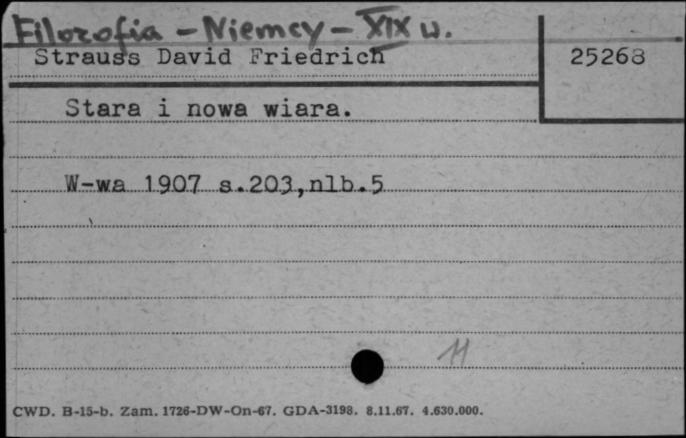 Filozofia - Niemcy - XIX w.
Strauss David Friedrich
25268
Stara i nowa wiara.
W-wa 1907 s.203,nlb.5
11
CWD. B-15-b. Zam. 1726-DW-On-67. GDA-3198. 8.11.67. 4.630.000.